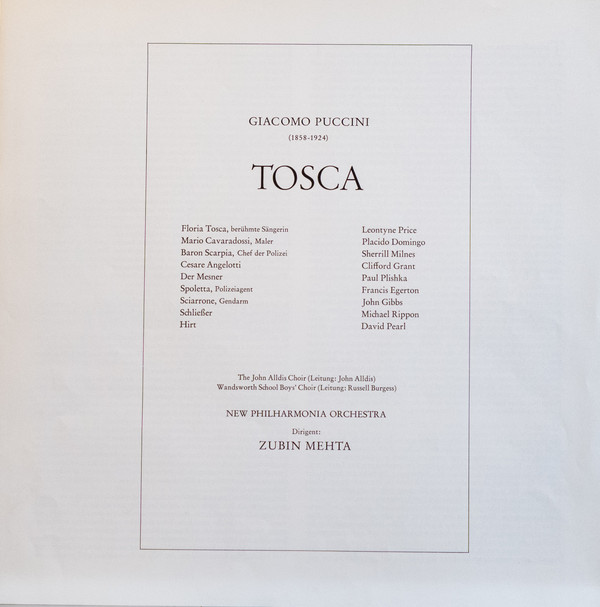 GIACOMO PUCCINI
(1858-1924)
TOSCA
Floria Tosca, berühmte Sängerin Leontyne Price
Mario Cavaradossi, Maler Placido Domingo
Baron Scarpia, Chef der Polizei Sherrill Milnes
Cesare Angelotti Clifford Grant
Der Mesner Paul Plishka
Spoletta, Polizeiagent Francis Egerton
Sciarrone, Gendarm John Gibbs
Schließer Michael Rippon
Hirt David Pearl
The John Alldis Choir (Leitung: John Alldis)
Wandsworth School Boys' Choir (Leitung: Russell Burgess)
NEW PHILHARMONIA ORCHESTRA
Dirigent:
ZUBIN MEHTA